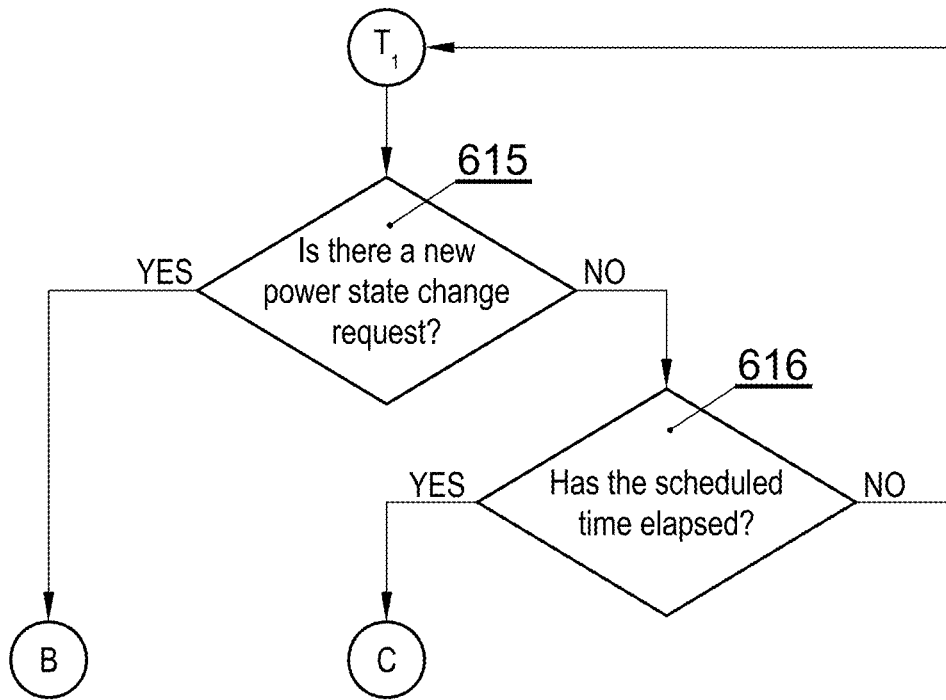 T1
615
Is there a new
power state change
request?
YES
NO
616
Has the scheduled
time elapsed?
YES
NO
B
C